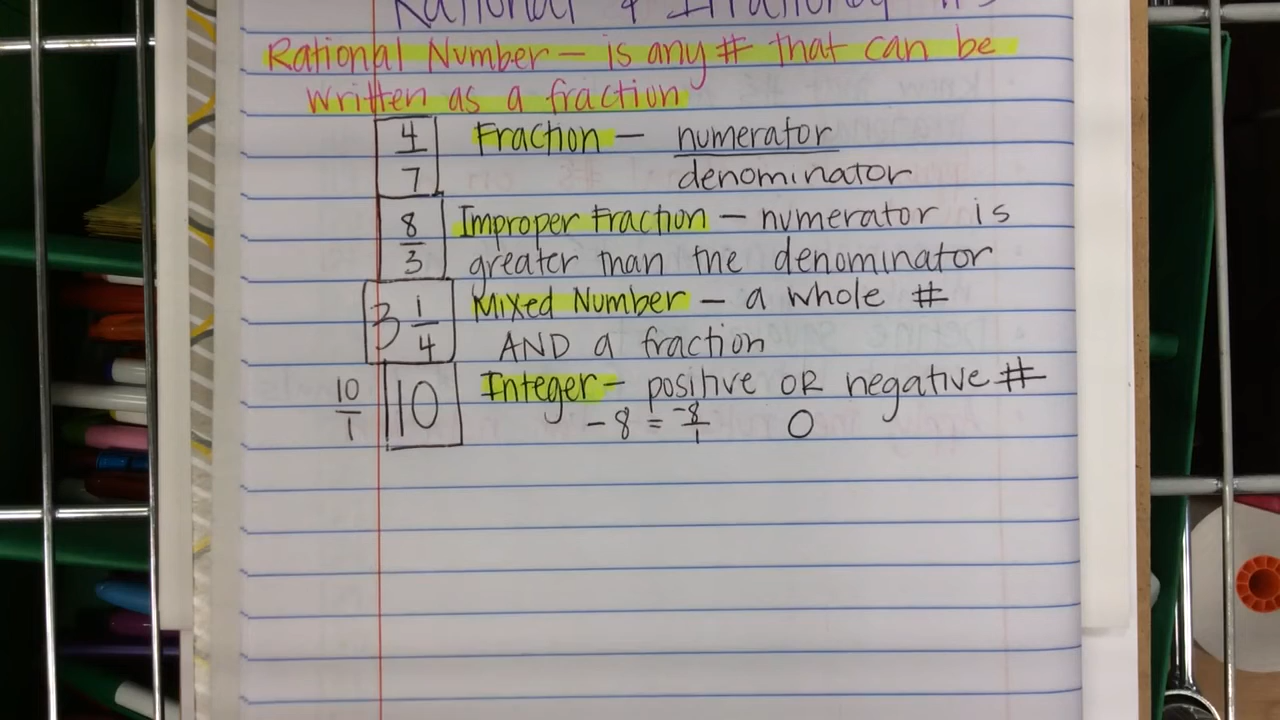 Rational & Irrational #s
Rational Number – is any # that can be
written as a fraction
4/7 Fraction – numerator
denominator
8/3 Improper Fraction – numerator is
greater than the denominator
3 1/4 Mixed Number – a whole #
AND a fraction
10/1 10 Integer – positive OR negative #
-8 = -8/1 0